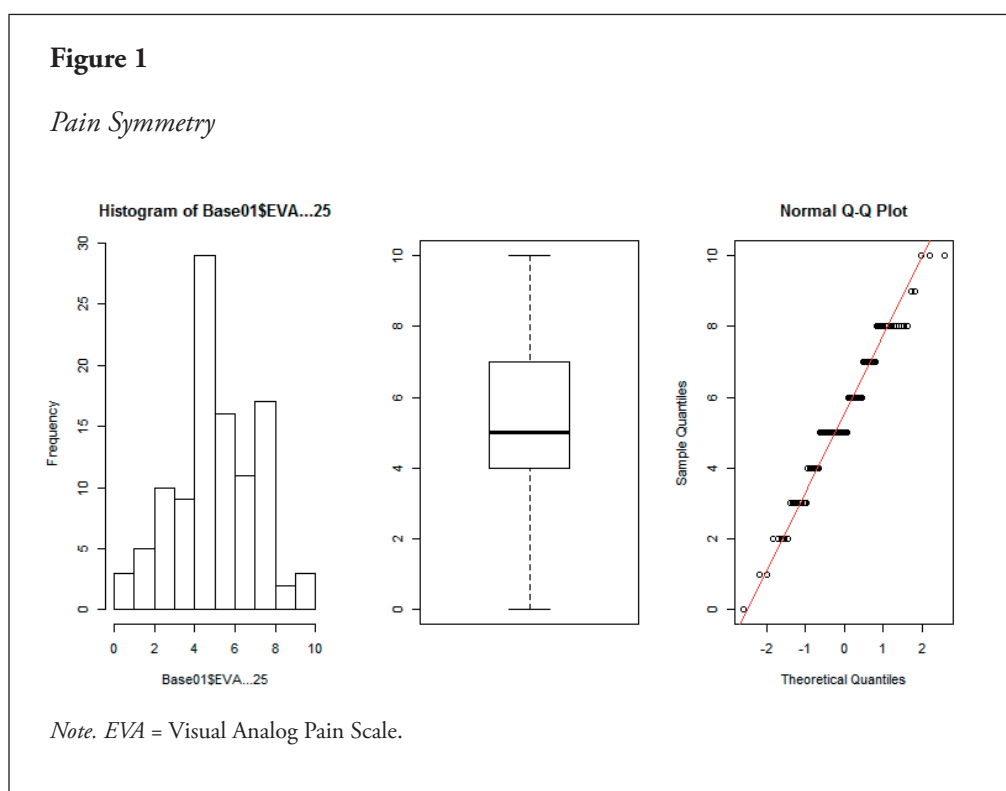 Figure 1
Pain Symmetry
Histogram of Base01$EVA...25
Frequency
0
5
10
15
20
25
30
0 2 4 6 8 10
Base01$EVA...25
0
2
4
6
8
10
Normal Q-Q Plot
Sample Quantiles
0
2
4
6
8
10
-2 -1 0 1 2
Theoretical Quantiles
Note. EVA = Visual Analog Pain Scale.